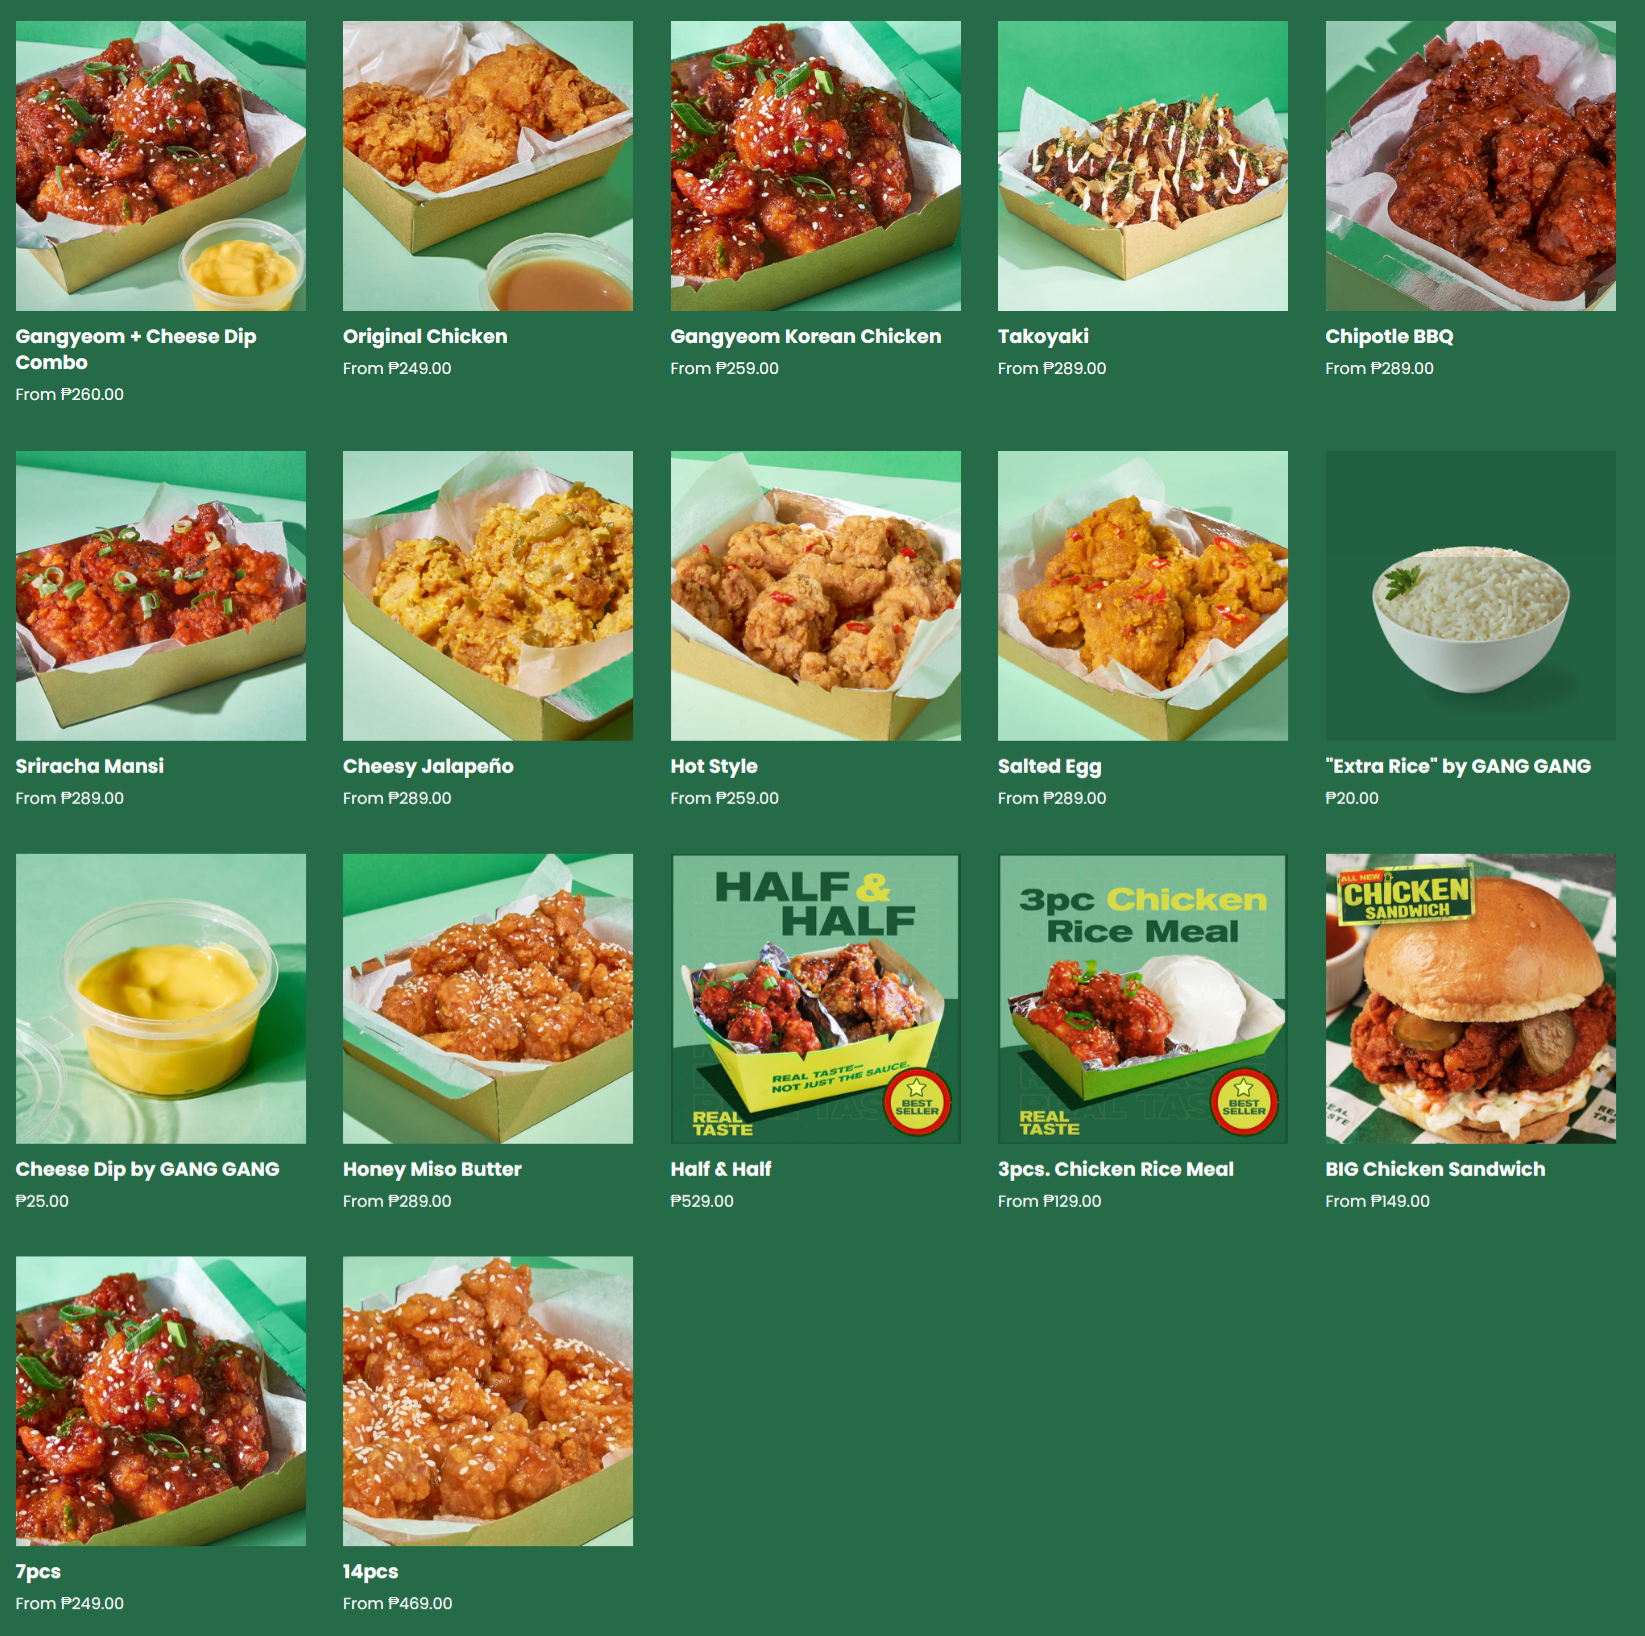 Gangyeom + Cheese Dip
Combo
From ₱260.00
Original Chicken
From ₱249.00
Gangyeom Korean Chicken
From ₱259.00
Takoyaki
From ₱289.00
Chipotle BBQ
From ₱289.00
Sriracha Mansi
From ₱289.00
Cheesy Jalapeño
From ₱289.00
Hot Style
From ₱259.00
Salted Egg
From ₱289.00
"Extra Rice" by GANG GANG
₱20.00
Cheese Dip by GANG GANG
₱25.00
Honey Miso Butter
From ₱289.00
HALF &
HALF
REAL TASTE—
NOT JUST THE SAUCE.
BEST
SELLER
REAL
TASTE
Half & Half
₱529.00
3pc Chicken
Rice Meal
BEST
SELLER
REAL
TASTE
3pcs. Chicken Rice Meal
From ₱129.00
ALL NEW
CHICKEN
SANDWICH
BIG Chicken Sandwich
From ₱149.00
7pcs
From ₱249.00
14pcs
From ₱469.00